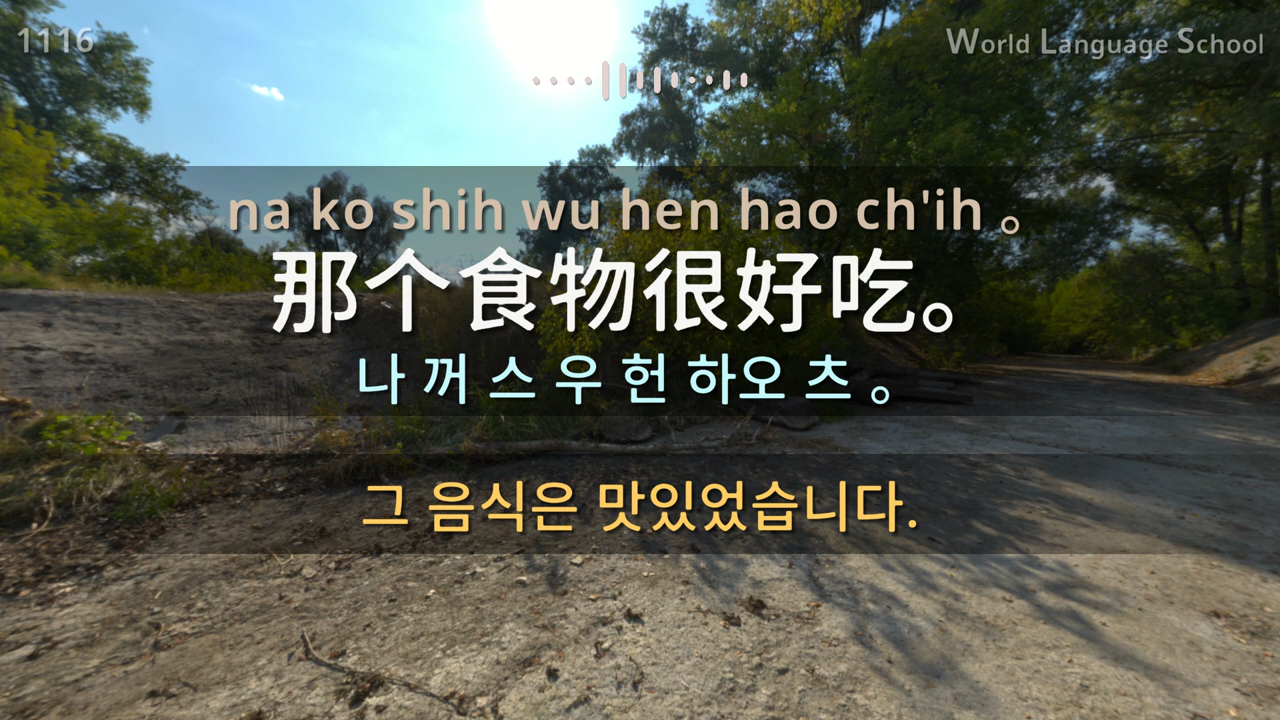 1116
World Language School
na ko shih wu hen hao ch'ih 。
那个食物很好吃。
나 꺼 스 우 헌 하오 츠 。
그 음식은 맛있었습니다.